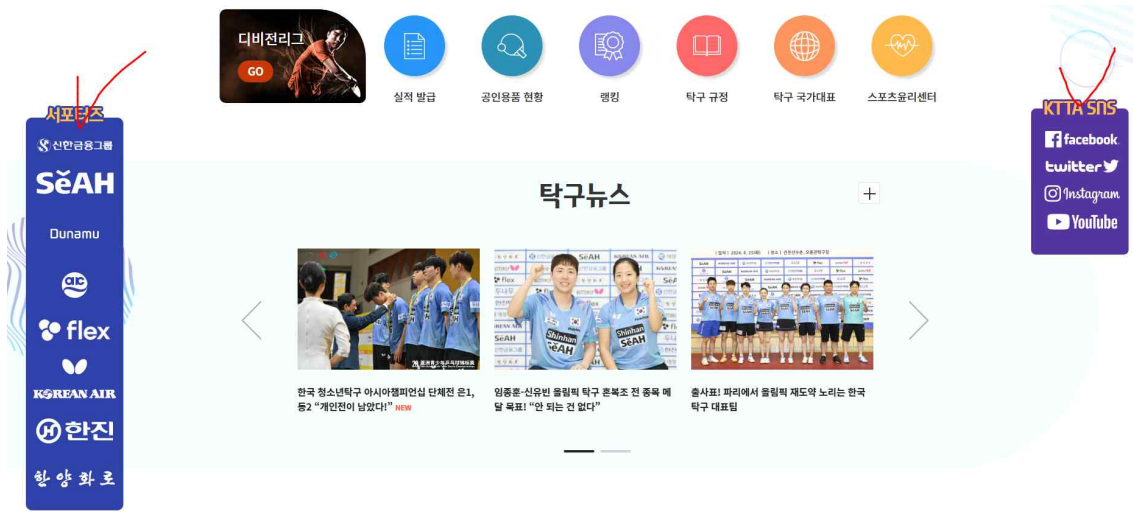 디비전리그
GO
실적 발급
공인용품 현황
랭킹
탁구 규정
탁구 국가대표
스포츠윤리센터
서포터즈
신한금융그룹
SeAH
Dunamu
flex
KOREAN AIR
한진
한양화로
KTTA SNS
facebook
twitter
Instagram
YouTube
탁구뉴스
+
한국 청소년탁구 아시아챔피언십 단체전 은1,
동2 “개인전이 남았다!” NEW
Shinhan
SeAH
Shinhan
SeAH
임종훈-신유빈 올림픽 탁구 혼복조 전 종목 메
달 목표! “안 되는 건 없다”
출사표! 파리에서 올림픽 재도약 노리는 한국
탁구 대표팀